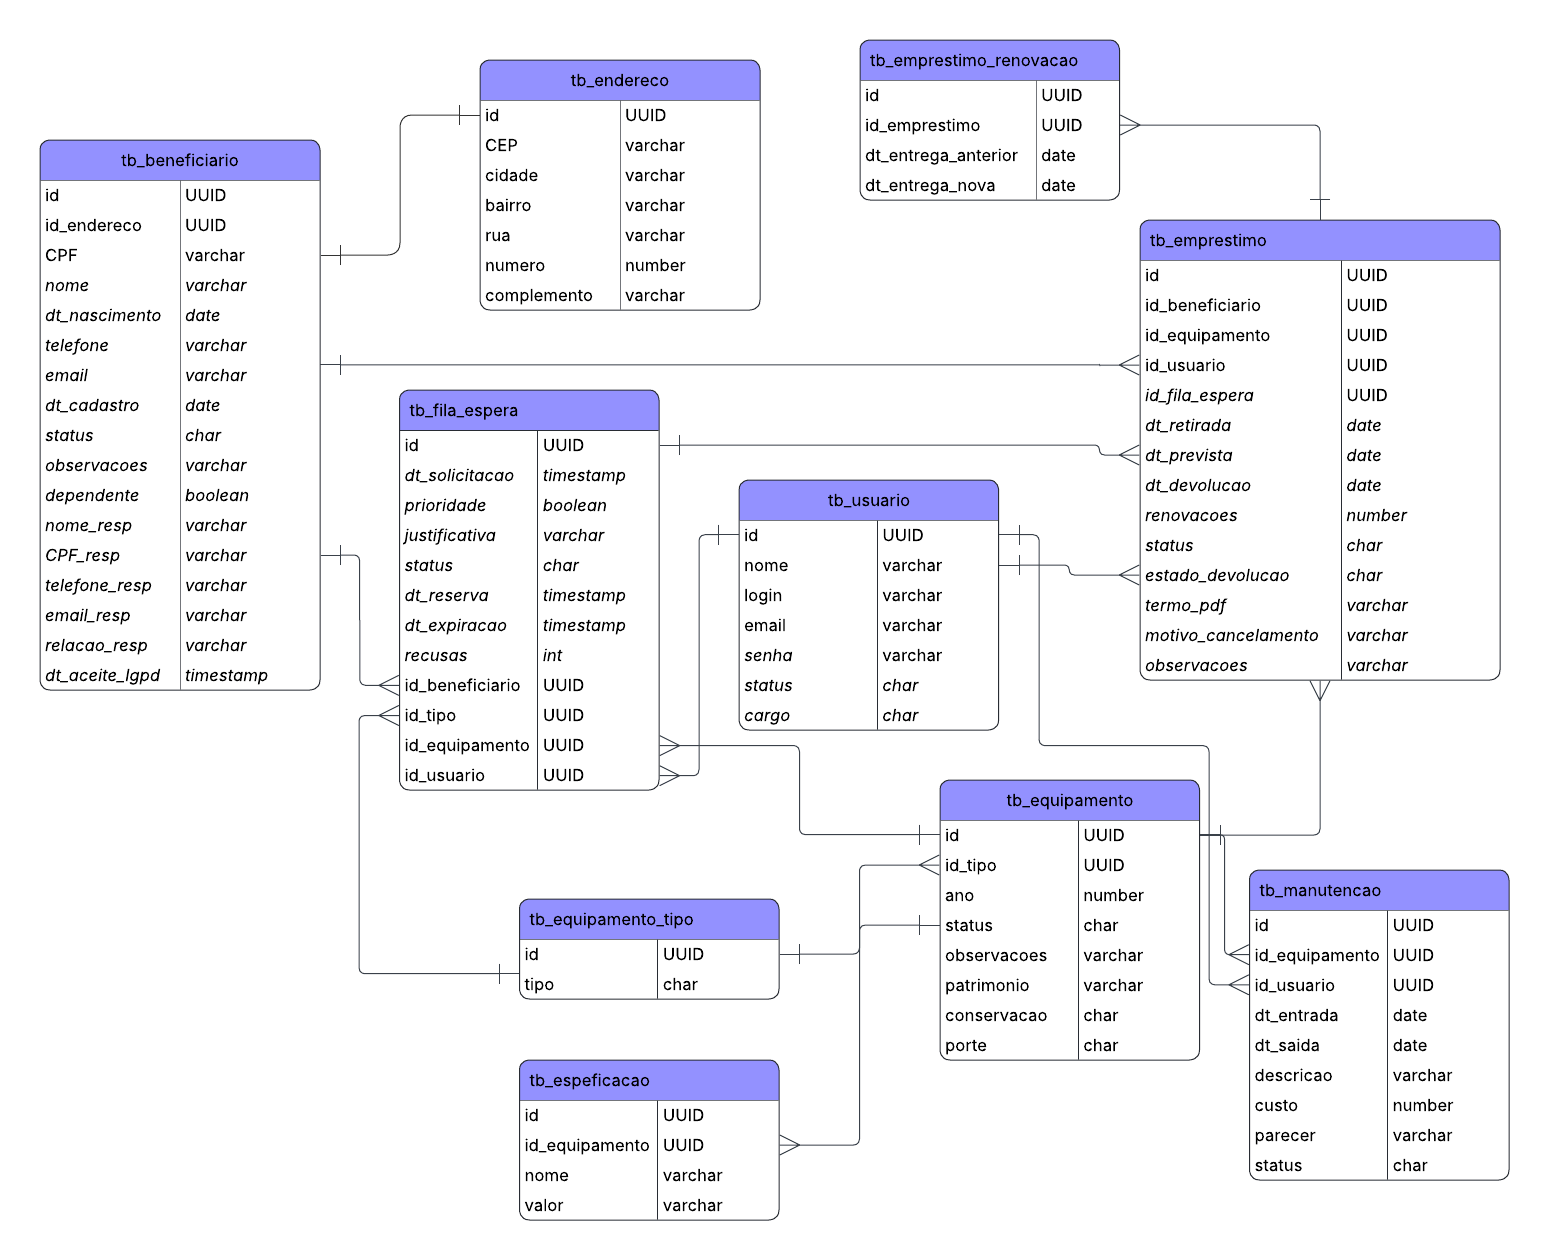 tb_emprestimo_renovacao
id UUID
id_emprestimo UUID
dt_entrega_anterior date
dt_entrega_nova date
tb_endereco
id UUID
CEP varchar
cidade varchar
bairro varchar
rua varchar
numero number
complemento varchar
tb_beneficiario
id UUID
id_endereco UUID
CPF varchar
nome varchar
dt_nascimento date
telefone varchar
email varchar
dt_cadastro date
status char
observacoes varchar
dependente boolean
nome_resp varchar
CPF_resp varchar
telefone_resp varchar
email_resp varchar
relacao_resp varchar
dt_aceite_lgpd timestamp
tb_emprestimo
id UUID
id_beneficiario UUID
id_equipamento UUID
id_usuario UUID
id_fila_espera UUID
dt_retirada date
dt_prevista date
dt_devolucao date
renovacoes number
status char
estado_devolucao char
termo_pdf varchar
motivo_cancelamento varchar
observacoes varchar
tb_fila_espera
id UUID
dt_solicitacao timestamp
prioridade boolean
justificativa varchar
status char
dt_reserva timestamp
dt_expiracao timestamp
recusas int
id_beneficiario UUID
id_tipo UUID
id_equipamento UUID
id_usuario UUID
tb_usuario
id UUID
nome varchar
login varchar
email varchar
senha varchar
status char
cargo char
tb_equipamento
id UUID
id_tipo UUID
ano number
status char
observacoes varchar
patrimonio varchar
conservacao char
porte char
tb_manutencao
id UUID
id_equipamento UUID
id_usuario UUID
dt_entrada date
dt_saida date
descricao varchar
custo number
parecer varchar
status char
tb_equipamento_tipo
id UUID
tipo char
tb_espeficacao
id UUID
id_equipamento UUID
nome varchar
valor varchar